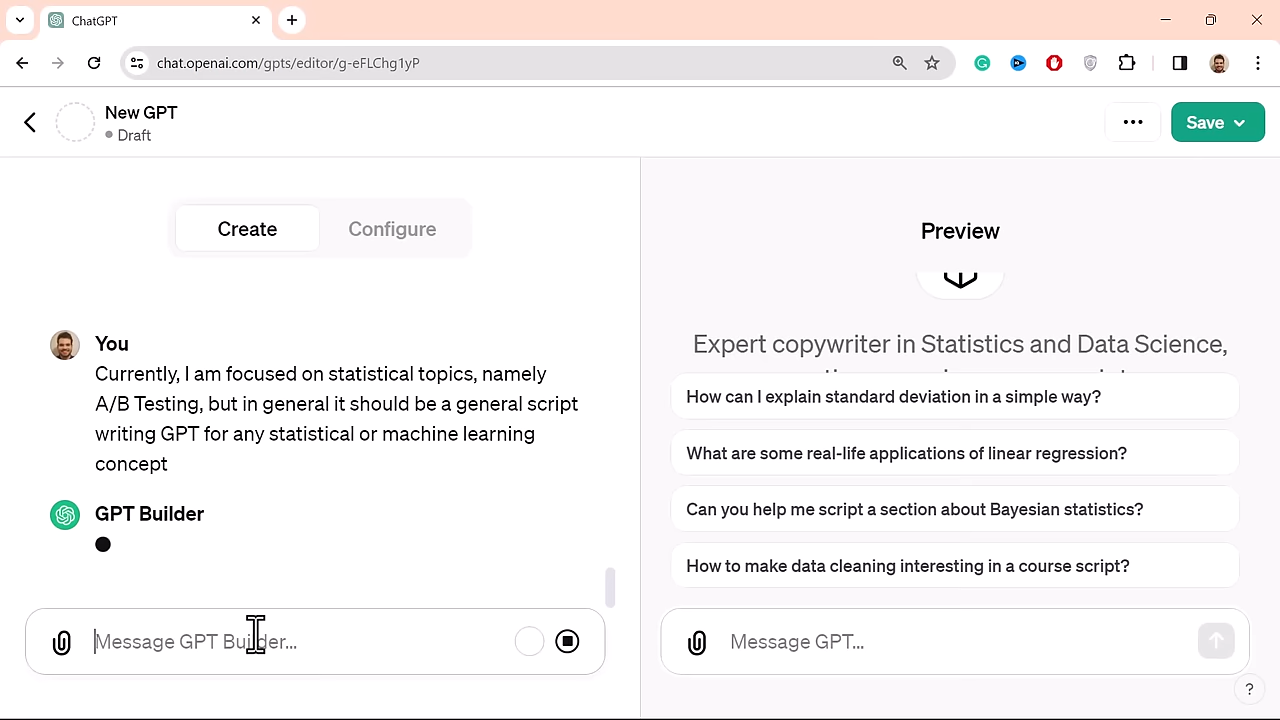 ChatGPT
chat.openai.com/gpts/editor/g-eFLChg1yP
New GPT
Draft
Save
Create
Configure
You
Currently, I am focused on statistical topics, namely
A/B Testing, but in general it should be a general script
writing GPT for any statistical or machine learning
concept
GPT Builder
Message GPT Builder...
Preview
Expert copywriter in Statistics and Data Science,
How can I explain standard deviation in a simple way?
What are some real-life applications of linear regression?
Can you help me script a section about Bayesian statistics?
How to make data cleaning interesting in a course script?
Message GPT...
?